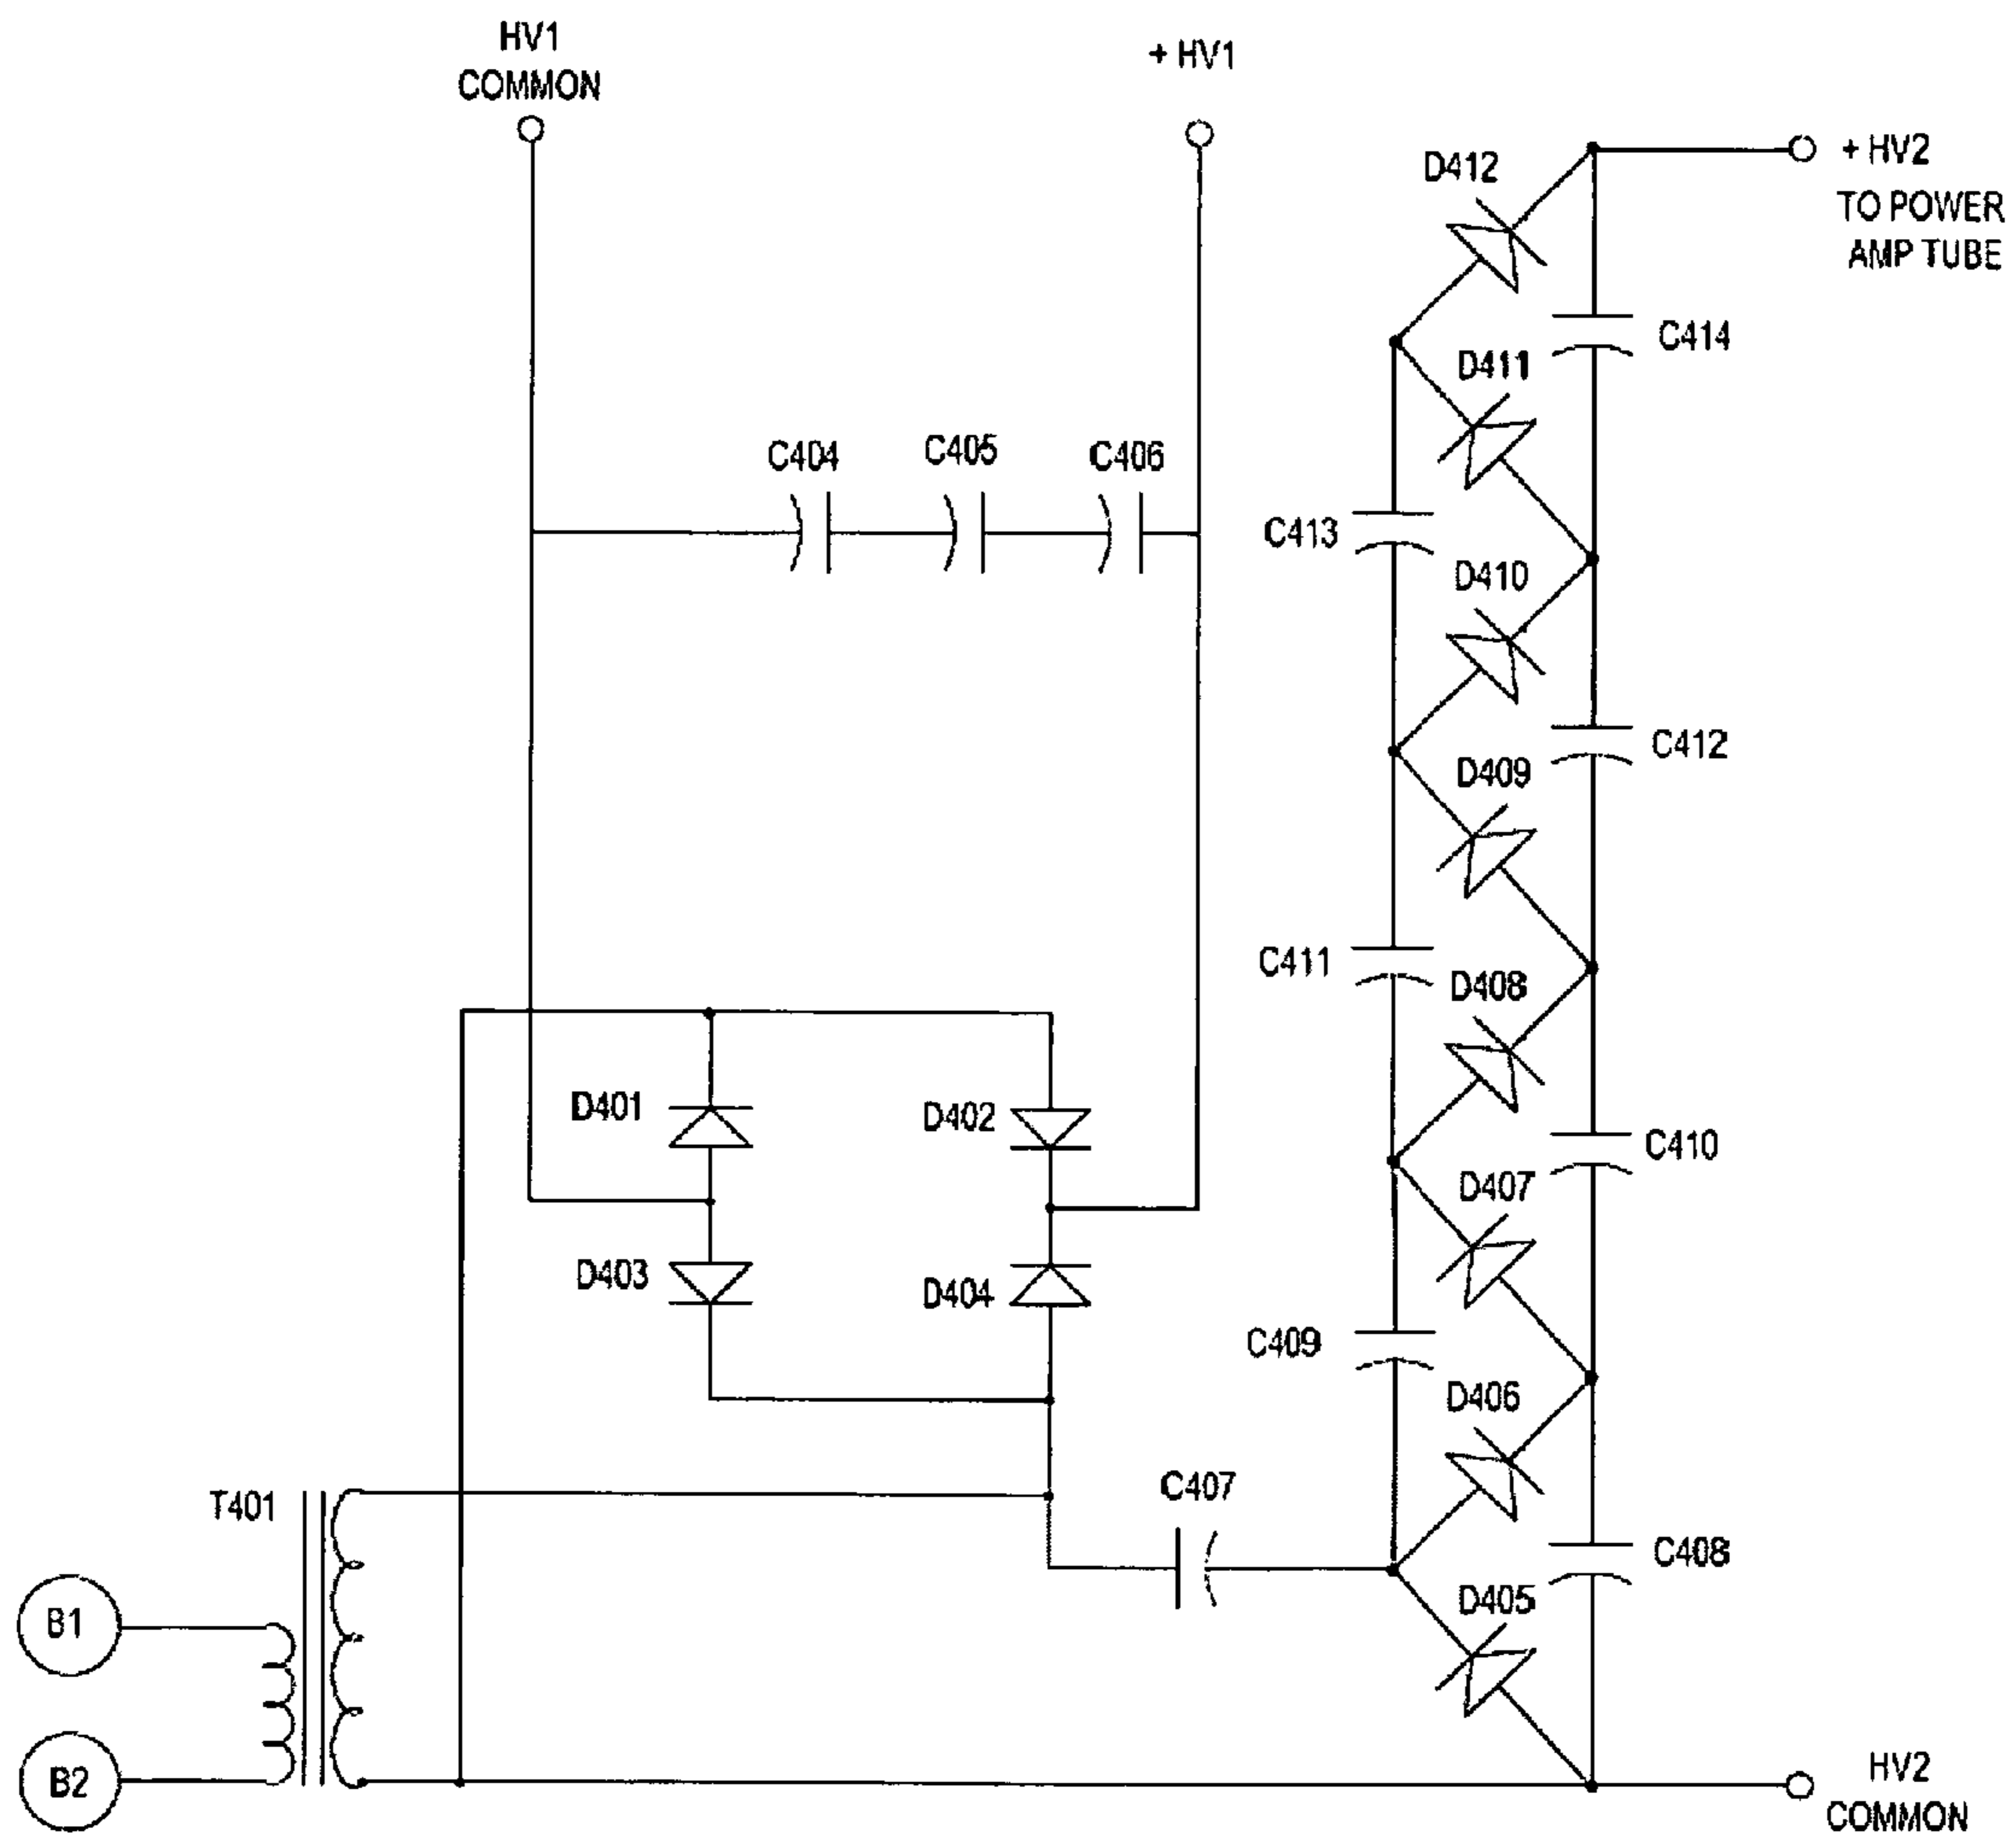 HV1
COMMON
+ HV1
D412
+ HV2
TO POWER
AMP TUBE
C414
D411
C404
C405
C406
C413
D410
C412
D409
C411
D408
D401
D402
C410
D407
D403
D404
C409
D406
T401
C407
C408
D405
B1
B2
HV2
COMMON